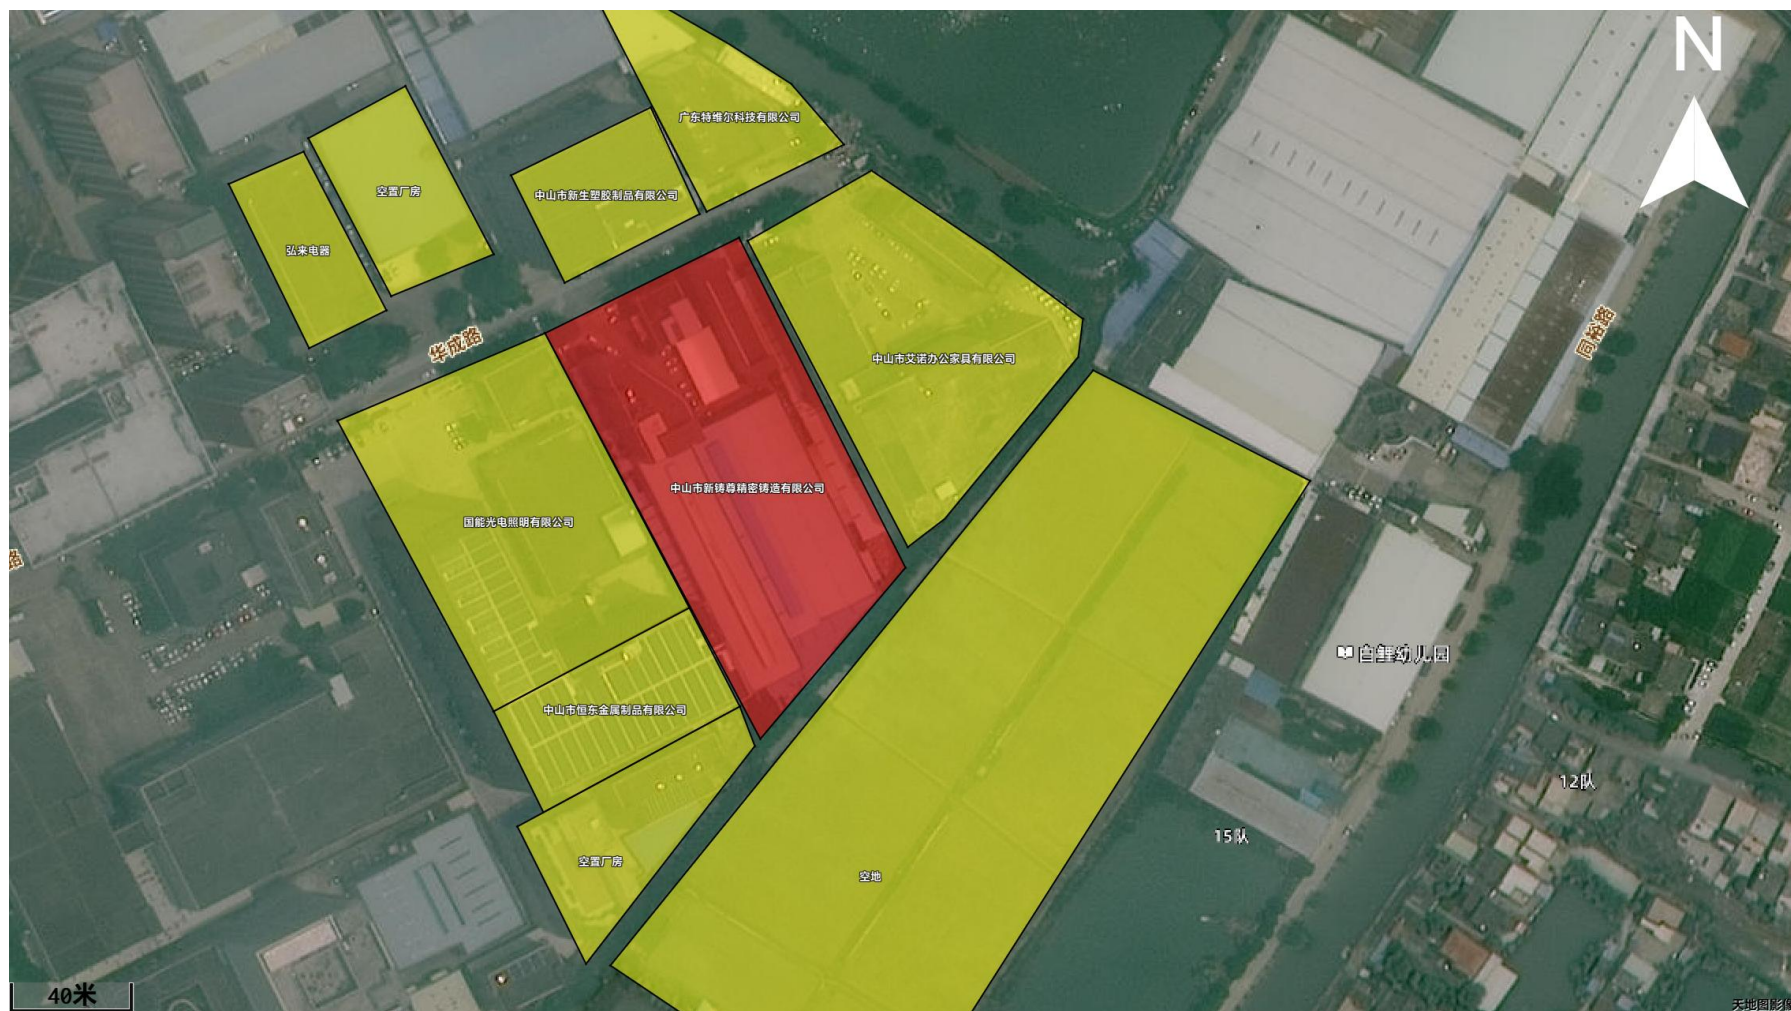 N
广东特维尔科技有限公司
空置厂房
中山市新生塑胶制品有限公司
弘来电器
华成路
同裕路
中山市艾诺办公家具有限公司
中山市新铸尊精密铸造有限公司
国能光电照明有限公司
路
白鲤幼儿园
中山市恒东金属制品有限公司
12队
15队
空置厂房
空地
40米
天地图影像